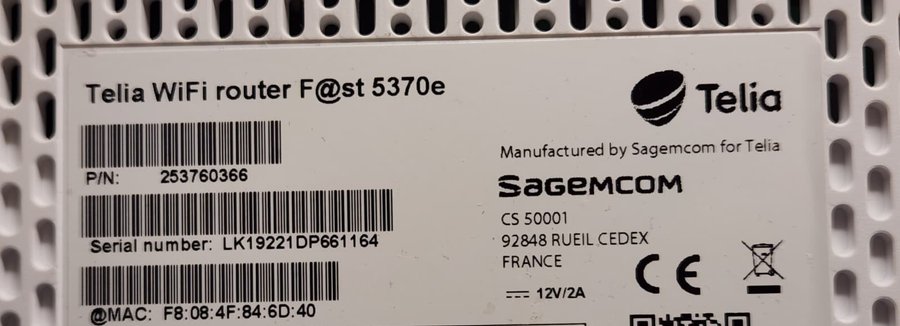 Telia WiFi router F@st 5370e
P/N: 253760366
Serial number: LK19221DP661164
@MAC: F8:08:4F:84:6D:40
Telia
Manufactured by Sagemcom for Telia
SAGEMCOM
CS 50001
92848 RUEIL CEDEX
FRANCE
12V/2A
CE